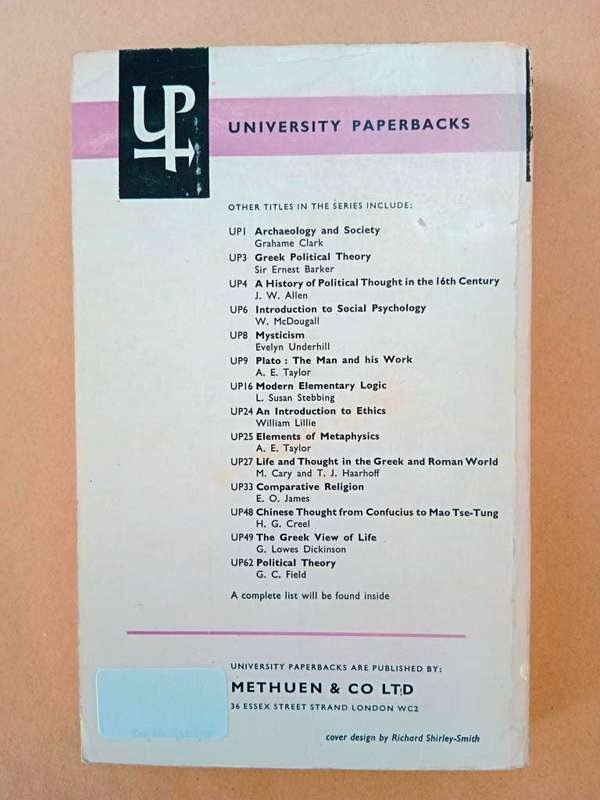 UP
UNIVERSITY PAPERBACKS
OTHER TITLES IN THE SERIES INCLUDE:
UP1 Archaeology and Society
Grahame Clark
UP3 Greek Political Theory
Sir Ernest Barker
UP4 A History of Political Thought in the 16th Century
J. W. Allen
UP6 Introduction to Social Psychology
W. McDougall
UP8 Mysticism
Evelyn Underhill
UP9 Plato : The Man and his Work
A. E. Taylor
UP16 Modern Elementary Logic
L. Susan Stebbing
UP24 An Introduction to Ethics
William Lillie
UP25 Elements of Metaphysics
A. E. Taylor
UP27 Life and Thought in the Greek and Roman World
M. Cary and T. J. Haarhoff
UP33 Comparative Religion
E. O. James
UP48 Chinese Thought from Confucius to Mao Tse-Tung
H. G. Creel
UP49 The Greek View of Life
G. Lowes Dickinson
UP62 Political Theory
G. C. Field
A complete list will be found inside
UNIVERSITY PAPERBACKS ARE PUBLISHED BY:
METHUEN & CO LTD
36 ESSEX STREET STRAND LONDON WC2
cover design by Richard Shirley-Smith